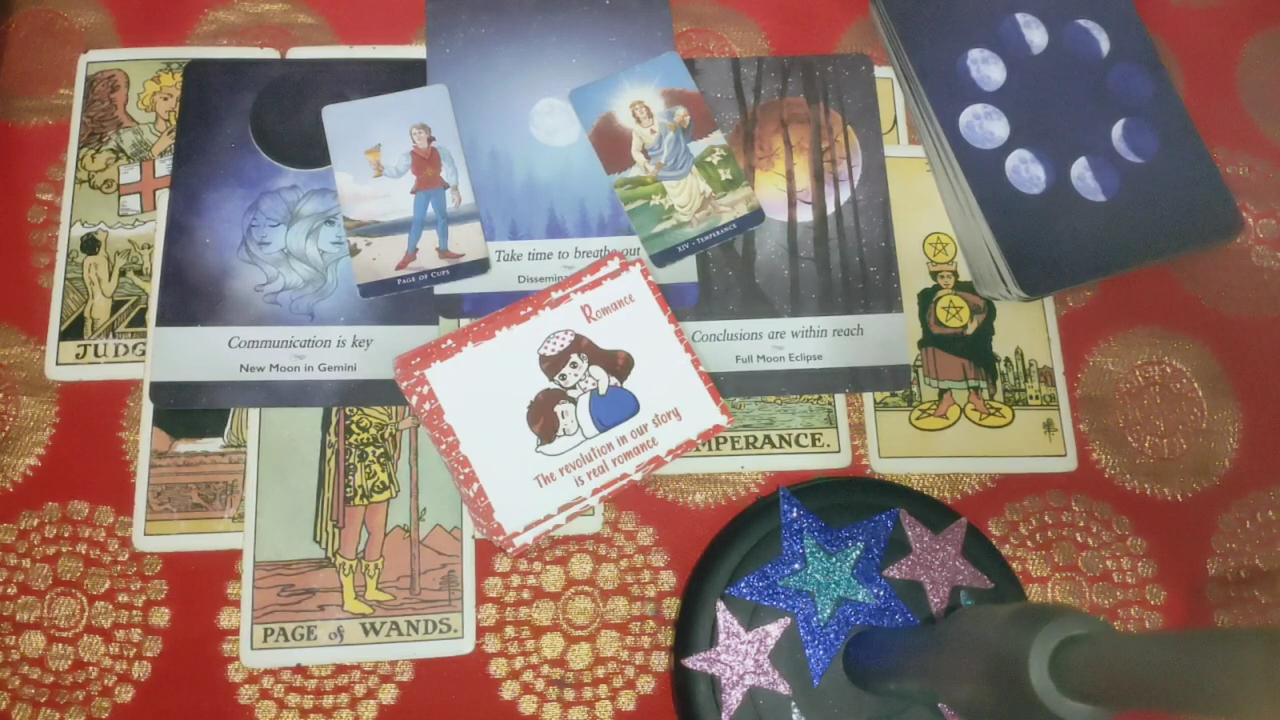 JUDG
Communication is key
New Moon in Gemini
PAGE OF CUPS
Take time to breathe out
XIV • TEMPERANCE
Conclusions are within reach
Full Moon Eclipse
Romance
The revolution in our story
is real romance
PAGE of WANDS.
MPERANCE.